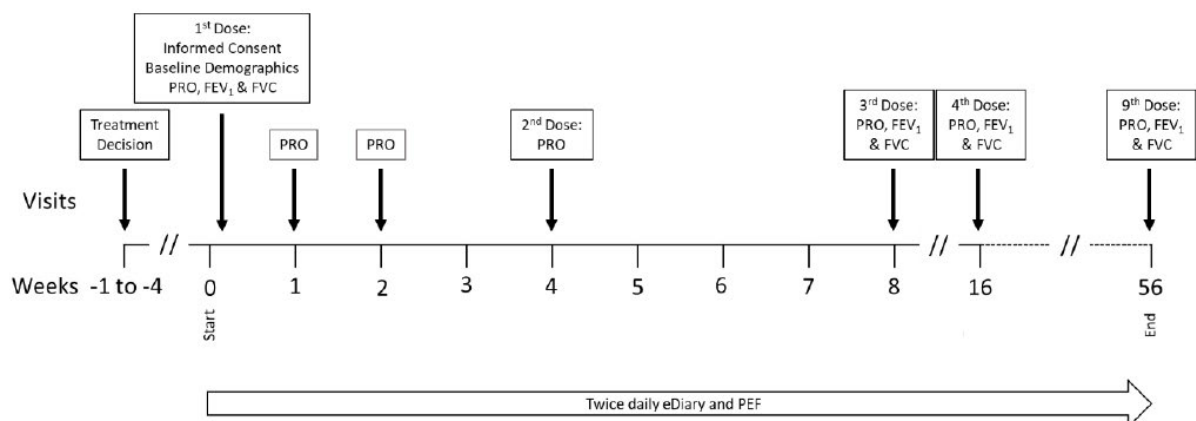 1st Dose:
Informed Consent
Baseline Demographics
PRO, FEV1 & FVC
Treatment
Decision
PRO
PRO
2nd Dose:
PRO
3rd Dose:
PRO, FEV1
& FVC
4th Dose:
PRO, FEV1
& FVC
9th Dose:
PRO, FEV1
& FVC
Visits
// // //
Weeks -1 to -4 0 1 2 3 4 5 6 7 8 16 56
Start
End
Twice daily eDiary and PEF